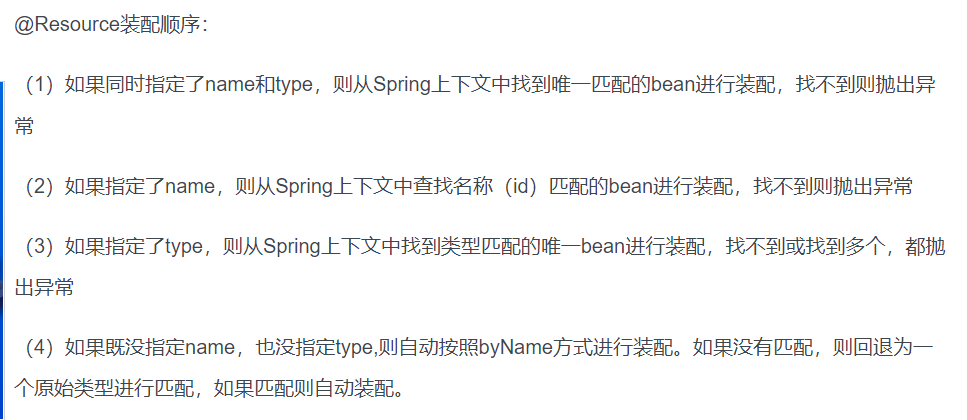 @Resource装配顺序：
（1）如果同时指定了name和type，则从Spring上下文中找到唯一匹配的bean进行装配，找不到则抛出异
常
（2）如果指定了name，则从Spring上下文中查找名称（id）匹配的bean进行装配，找不到则抛出异常
（3）如果指定了type，则从Spring上下文中找到类型匹配的唯一bean进行装配，找不到或找到多个，都抛
出异常
（4）如果既没指定name，也没指定type,则自动按照byName方式进行装配。如果没有匹配，则回退为一
个原始类型进行匹配，如果匹配则自动装配。